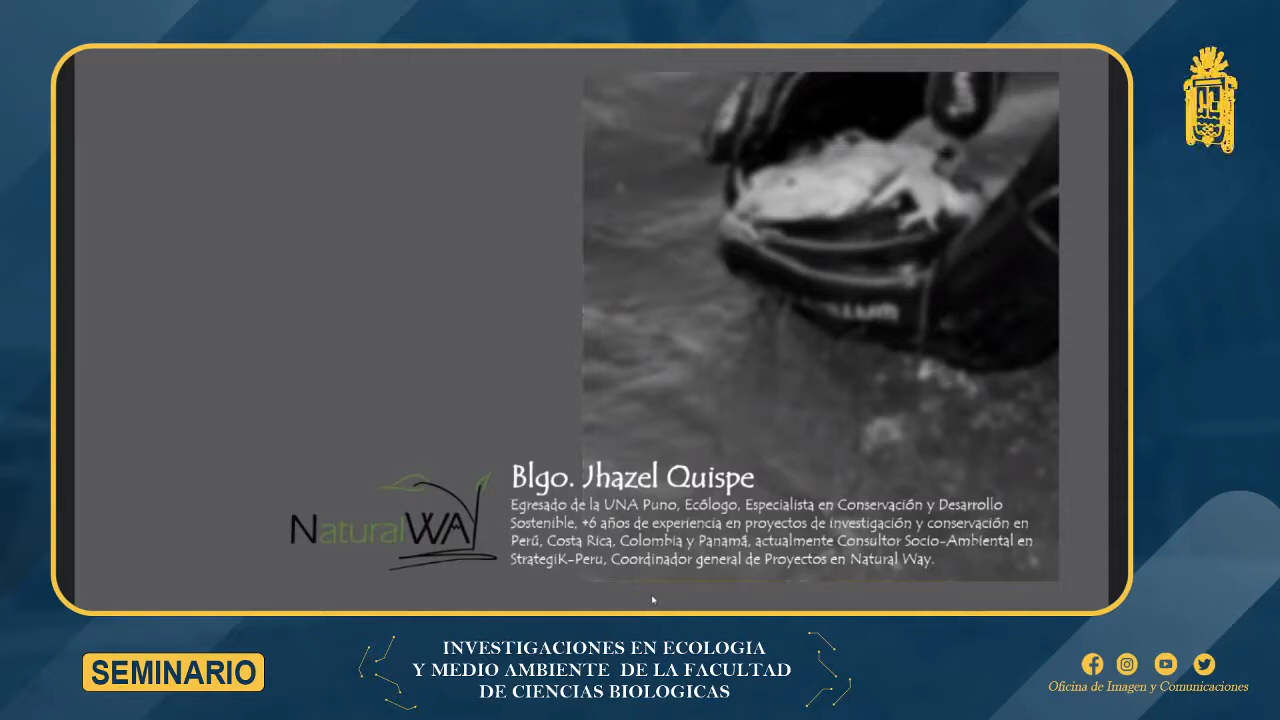 Blgo. Jhazel Quispe
Egresado de la UNA Puno, Ecólogo, Especialista en Conservación y Desarrollo
Sostenible, +6 años de experiencia en proyectos de investigación y conservación en
Perú, Costa Rica, Colombia y Panamá, actualmente Consultor Socio-Ambiental en
StrategiK-Peru, Coordinador general de Proyectos en Natural Way.
NaturalWAY
SEMINARIO
INVESTIGACIONES EN ECOLOGIA
Y MEDIO AMBIENTE DE LA FACULTAD
DE CIENCIAS BIOLOGICAS
Oficina de Imagen y Comunicaciones